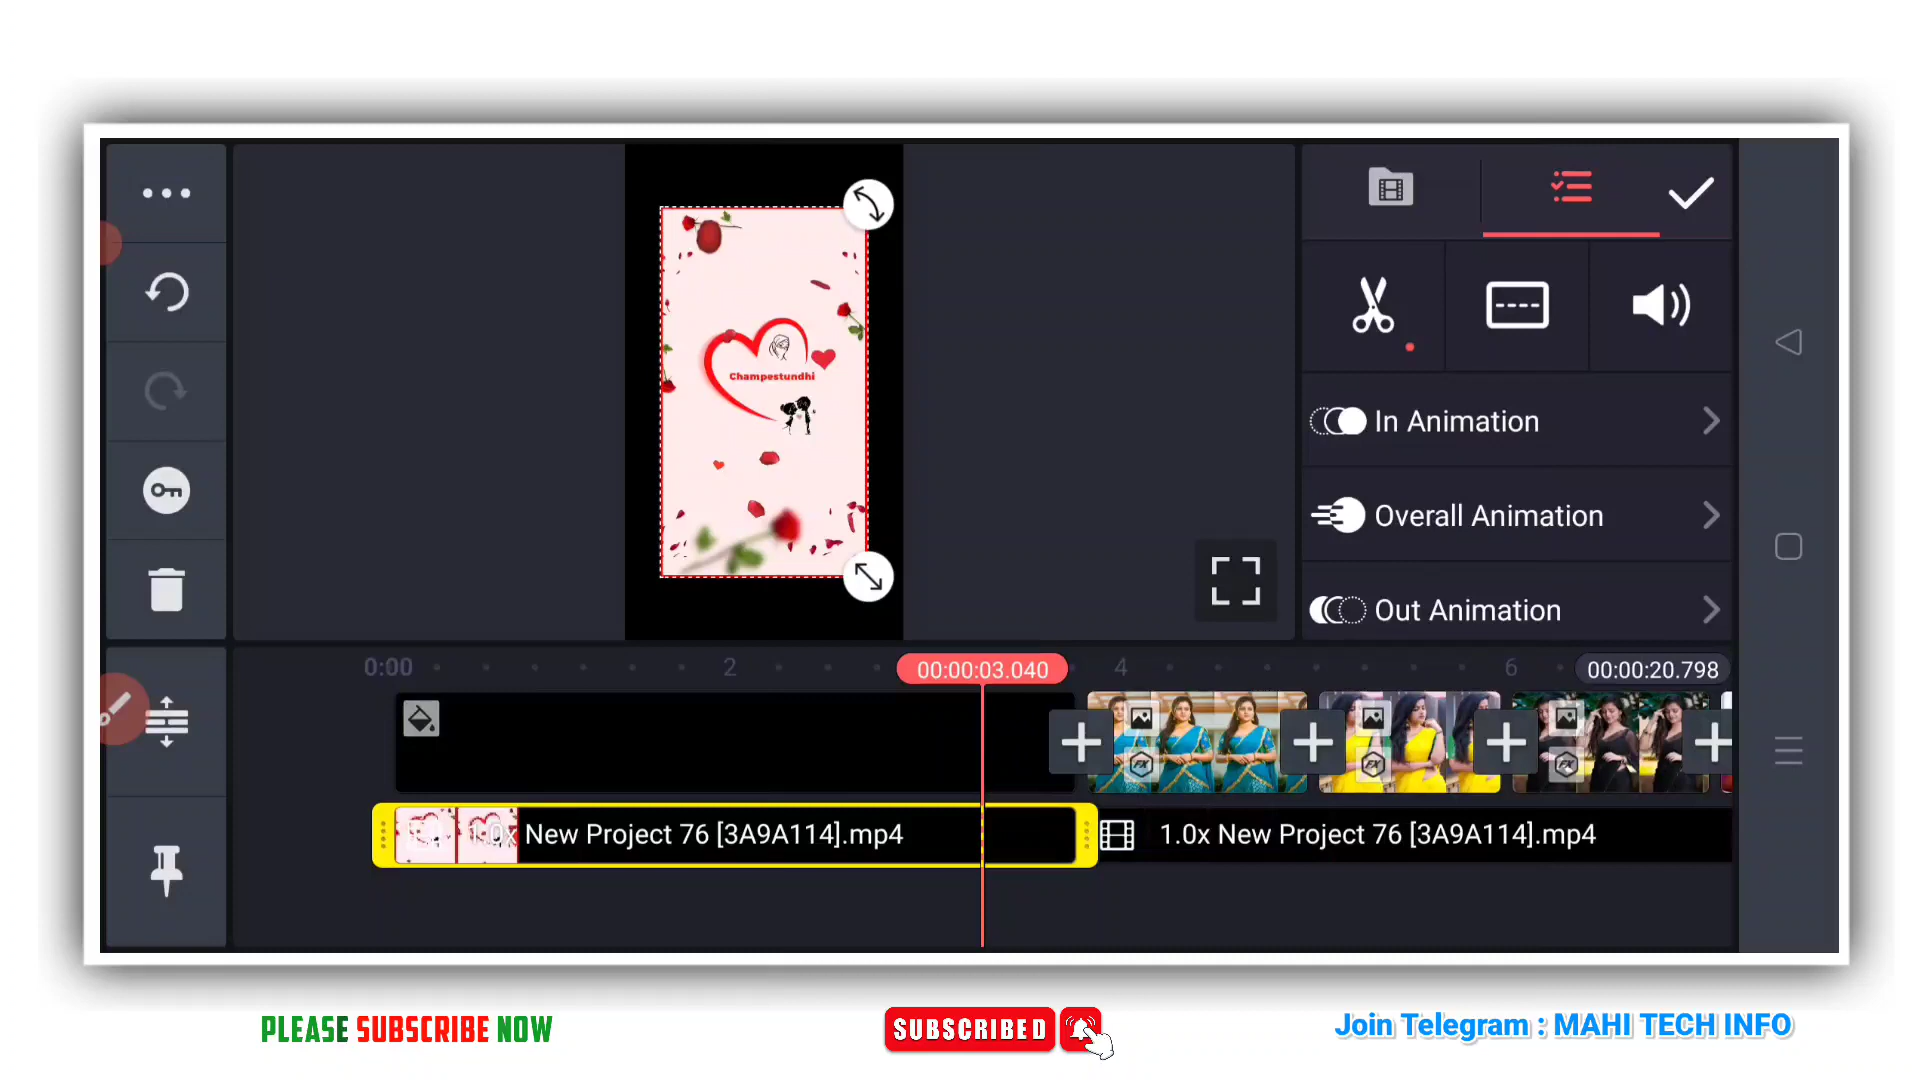 In Animation
Overall Animation
Out Animation
Champestundhi
0:00
2
00:00:03.040
4
6
00:00:20.798
1.0x New Project 76 [3A9A114].mp4
1.0x New Project 76 [3A9A114].mp4
PLEASE SUBSCRIBE NOW
SUBSCRIBED
Join Telegram : MAHI TECH INFO